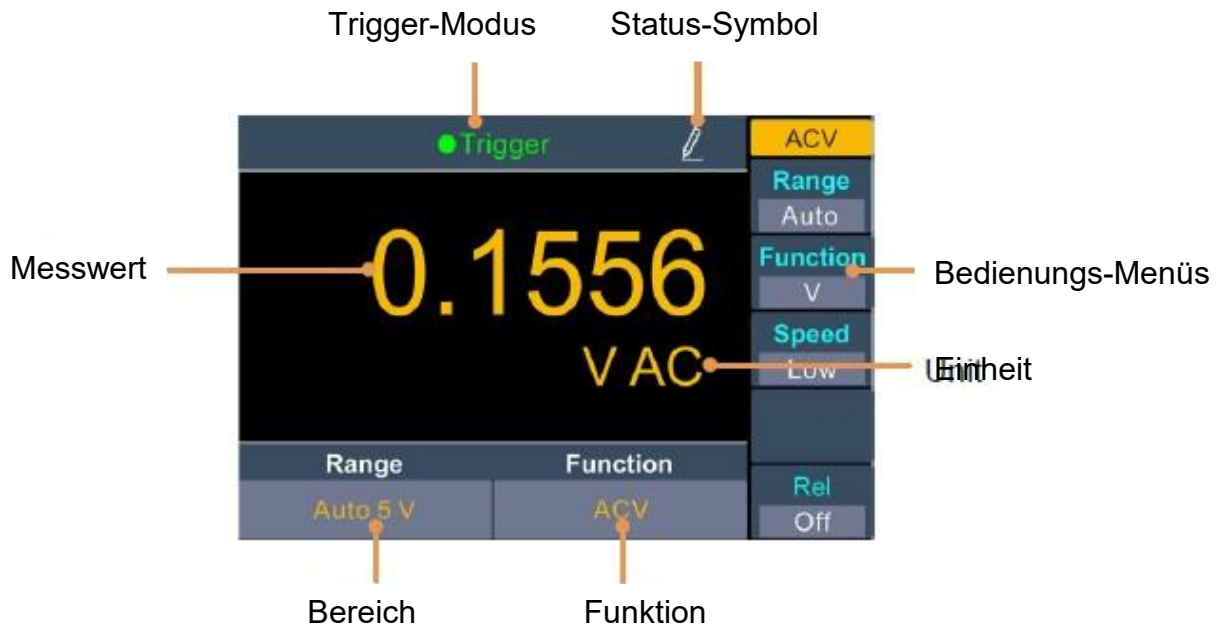 Trigger-Modus
Status-Symbol
Trigger
ACV
Range
Auto
Messwert
0.1556
Function
V
Bedienungs-Menüs
Speed
V AC
Low
Einheit
Range
Function
Auto 5 V
ACV
Rel
Off
Bereich
Funktion